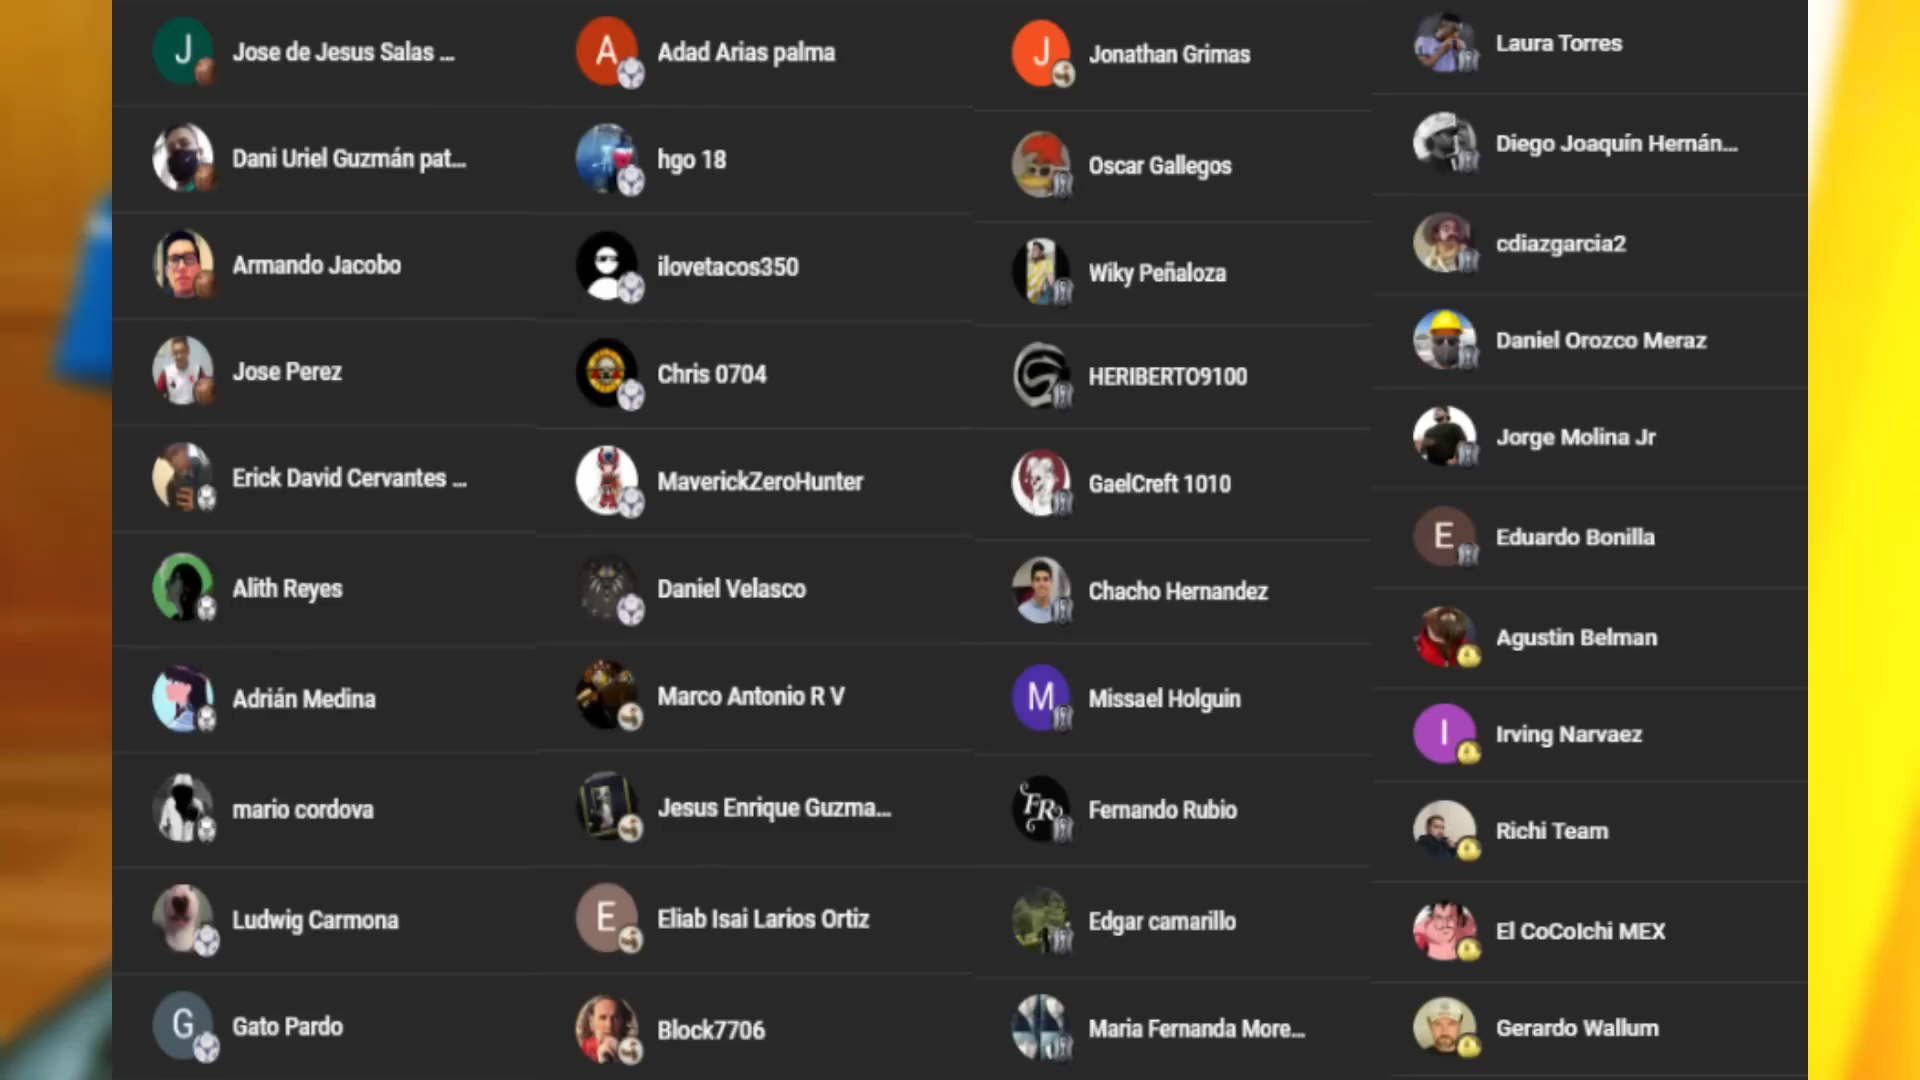 J Jose de Jesus Salas ...
Dani Uriel Guzmán pat...
Armando Jacobo
Jose Perez
Erick David Cervantes ...
Alith Reyes
Adrián Medina
mario cordova
Ludwig Carmona
G Gato Pardo
A Adad Arias palma
hgo 18
ilovetacos350
Chris 0704
MaverickZeroHunter
Daniel Velasco
Marco Antonio R V
Jesus Enrique Guzma...
E Eliab Isai Larios Ortiz
Block7706
J Jonathan Grimas
Oscar Gallegos
Wiky Peñaloza
HERIBERTO9100
GaelCreft 1010
Chacho Hernandez
M Missael Holguin
FR Fernando Rubio
Edgar camarillo
Maria Fernanda More...
Laura Torres
Diego Joaquín Hernán...
cdiazgarcia2
Daniel Orozco Meraz
Jorge Molina Jr
E Eduardo Bonilla
Agustin Belman
I Irving Narvaez
Richi Team
El CoCoIchi MEX
Gerardo Wallum